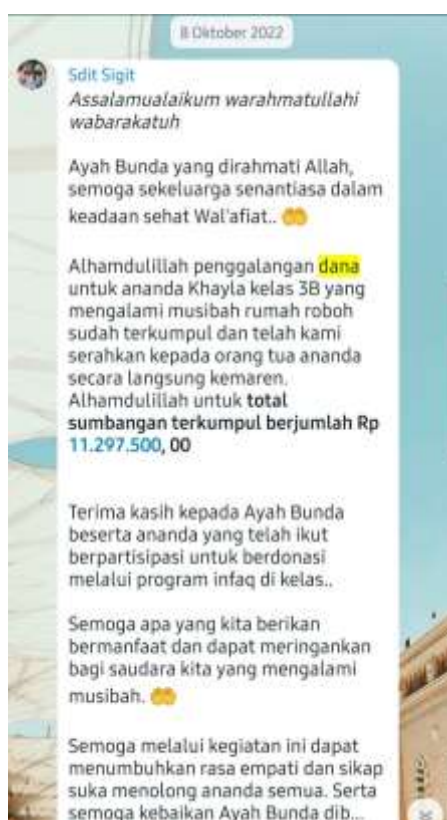 8 Oktober 2022
Sdit Sigit
Assalamualaikum warahmatullahi
wabarakatuh
Ayah Bunda yang dirahmati Allah,
semoga sekeluarga senantiasa dalam
keadaan sehat Wal'afiat.. 🤲
Alhamdulillah penggalangan dana
untuk ananda Khayla kelas 3B yang
mengalami musibah rumah roboh
sudah terkumpul dan telah kami
serahkan kepada orang tua ananda
secara langsung kemaren.
Alhamdulillah untuk total
sumbangan terkumpul berjumlah Rp
11.297.500, 00
Terima kasih kepada Ayah Bunda
beserta ananda yang telah ikut
berpartisipasi untuk berdonasi
melalui program infaq di kelas..
Semoga apa yang kita berikan
bermanfaat dan dapat meringankan
bagi saudara kita yang mengalami
musibah. 🤲
Semoga melalui kegiatan ini dapat
menumbuhkan rasa empati dan sikap
suka menolong ananda semua. Serta
semoga kebaikan Ayah Bunda dib...